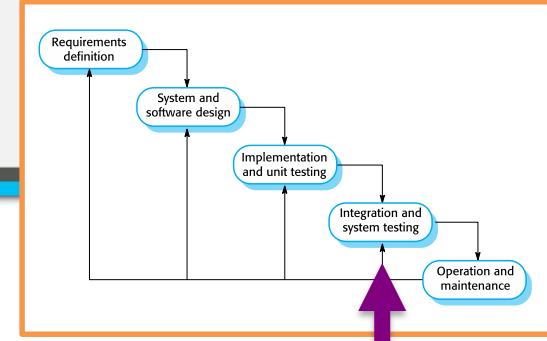 Requirements
definition
System and
software design
Implementation
and unit testing
Integration and
system testing
Operation and
maintenance